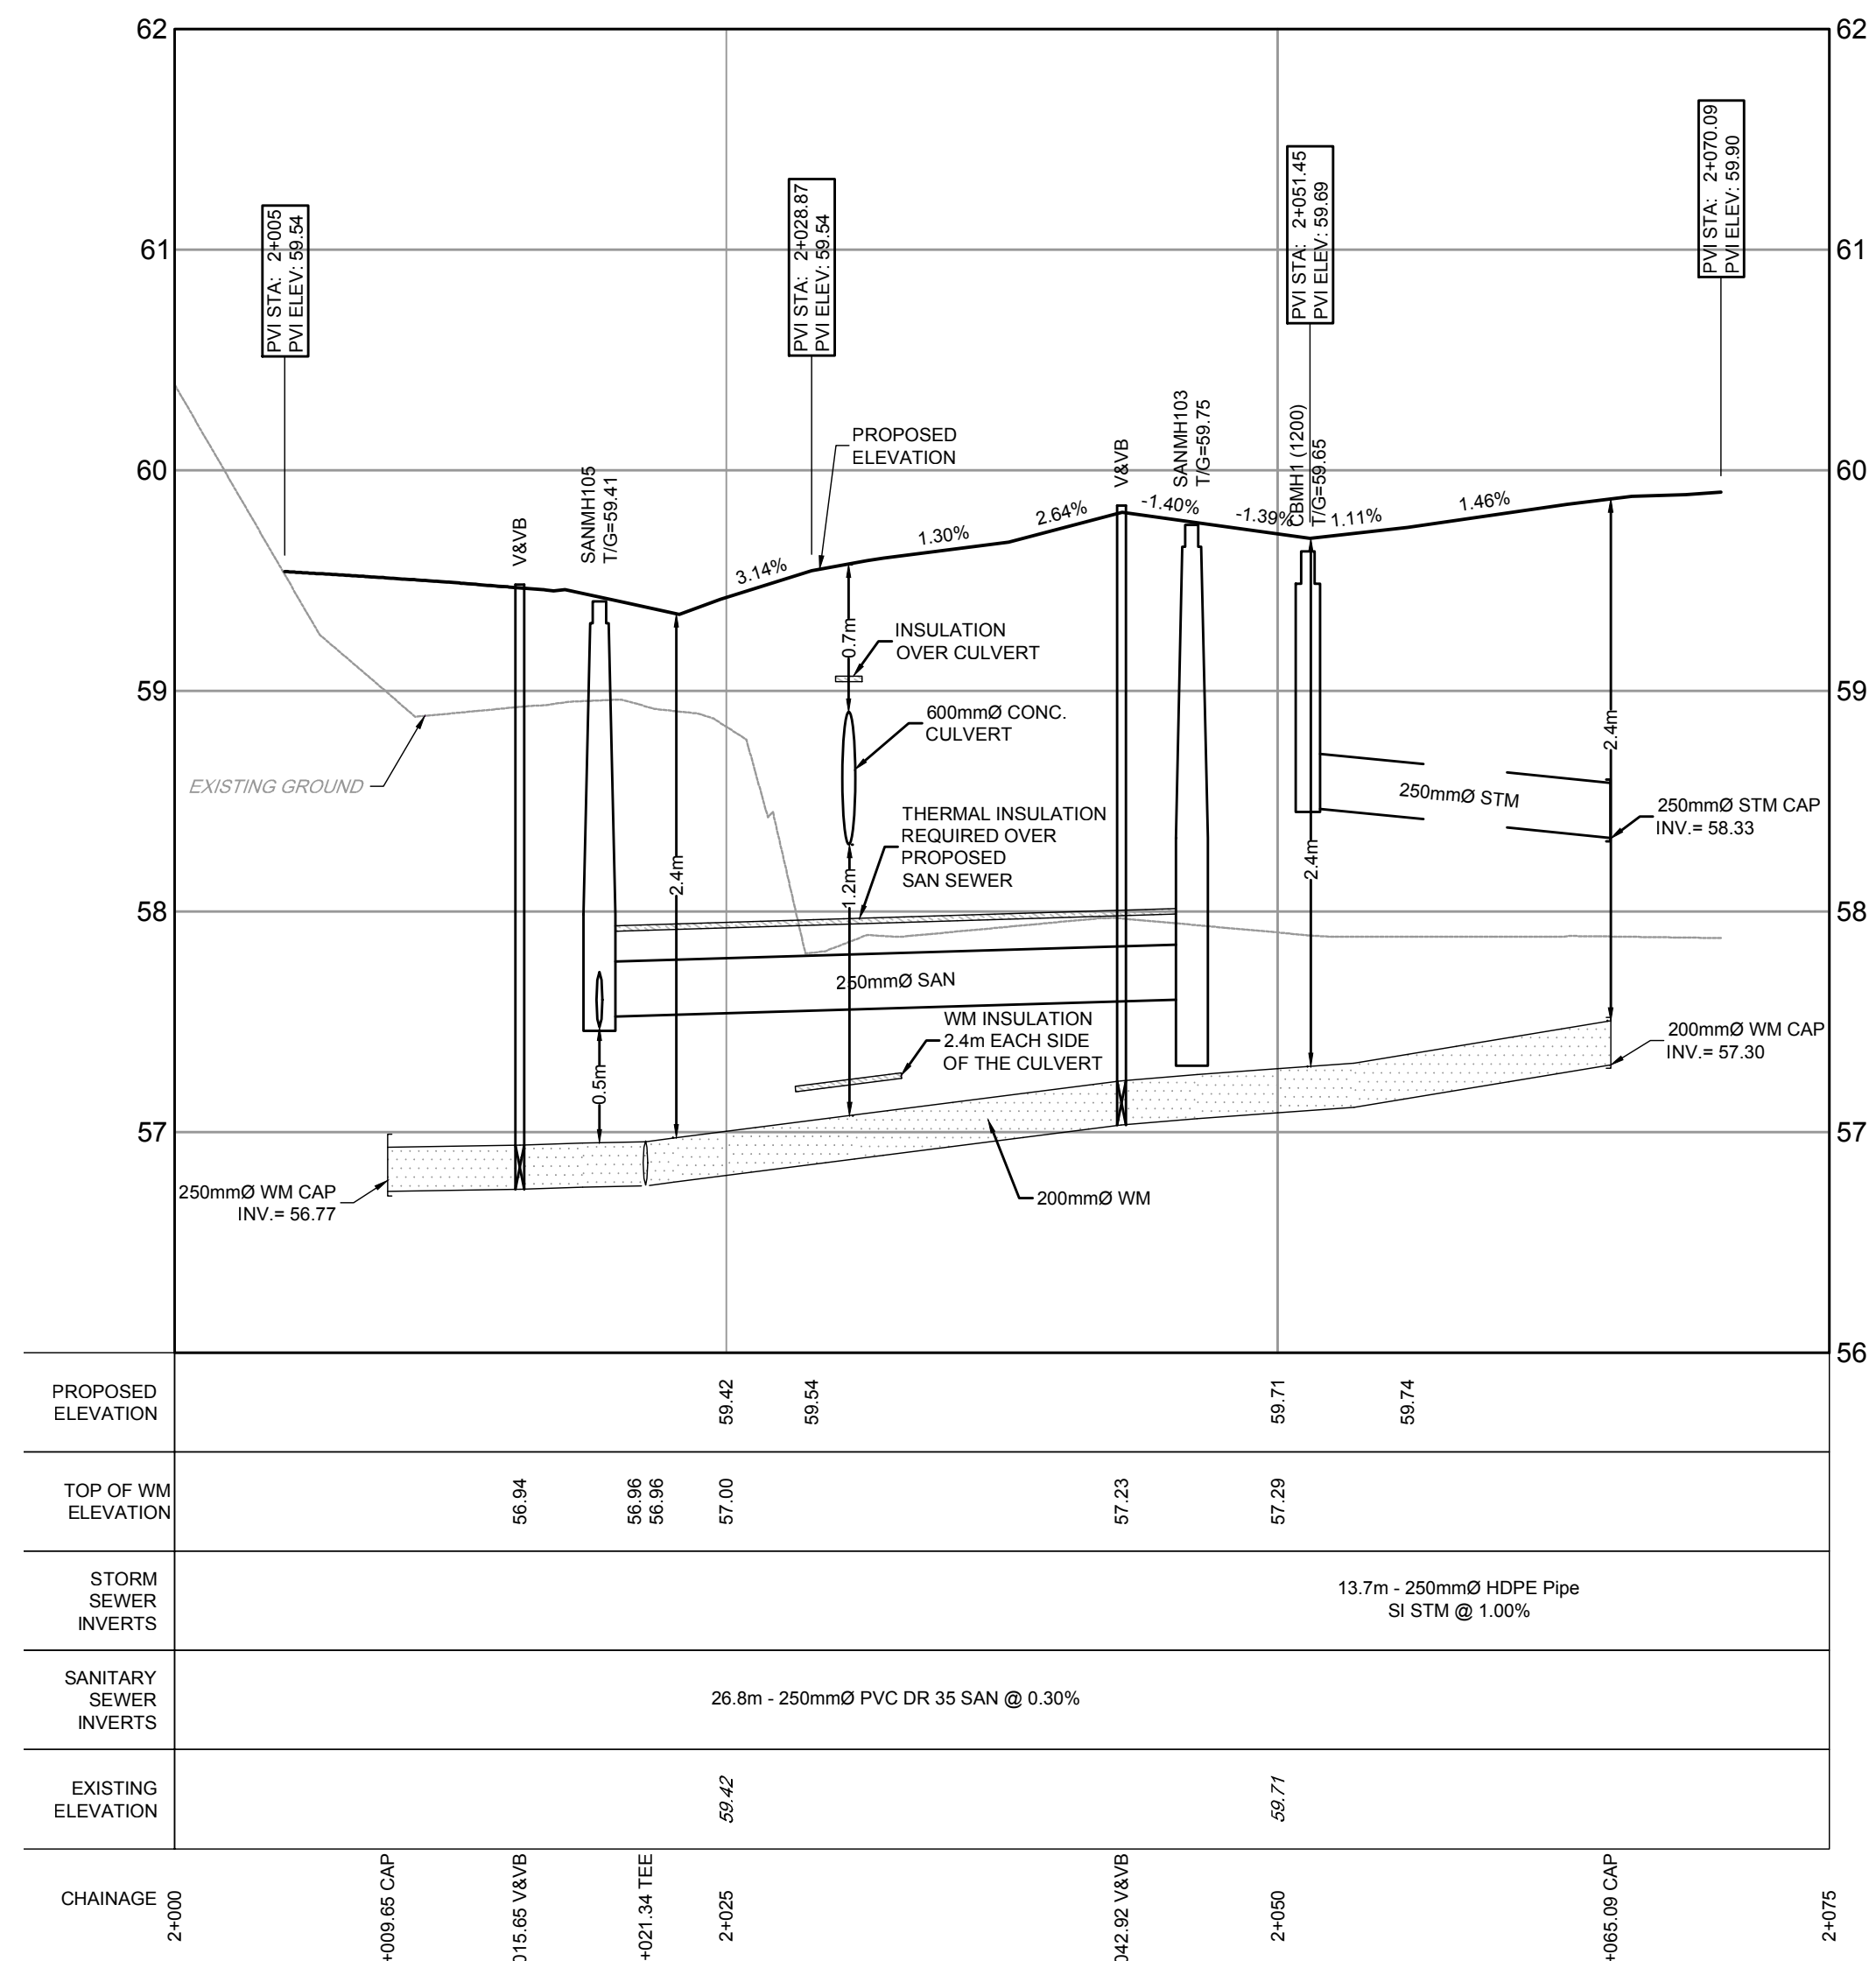 62
62
61
61
60
60
59
59
58
58
57
57
56
PVI STA: 2+005
PVI ELEV: 59.54
PVI STA: 2+028.87
PVI ELEV: 59.54
PVI STA: 2+051.45
PVI ELEV: 59.69
PVI STA: 2+070.09
PVI ELEV: 59.90
V&VB
SANMH105
T/G=59.41
PROPOSED
ELEVATION
V&VB
SANMH103
T/G=59.75
CBMH1 (1200)
T/G=59.65
3.14%
1.30%
2.64%
-1.40%
-1.39%
1.11%
1.46%
0.7m
INSULATION
OVER CULVERT
600mmØ CONC.
CULVERT
EXISTING GROUND
THERMAL INSULATION
REQUIRED OVER
PROPOSED
SAN SEWER
2.4m
1.2m
2.4m
2.4m
250mmØ STM
250mmØ STM CAP
INV.= 58.33
250mmØ SAN
WM INSULATION
2.4m EACH SIDE
OF THE CULVERT
0.5m
200mmØ WM CAP
INV.= 57.30
250mmØ WM CAP
INV.= 56.77
200mmØ WM
PROPOSED
ELEVATION
59.42
59.54
59.71
59.74
TOP OF WM
ELEVATION
56.94
56.96
56.96
57.00
57.23
57.29
STORM
SEWER
INVERTS
13.7m - 250mmØ HDPE Pipe
SI STM @ 1.00%
SANITARY
SEWER
INVERTS
26.8m - 250mmØ PVC DR 35 SAN @ 0.30%
EXISTING
ELEVATION
59.42
59.71
CHAINAGE
2+000
+009.65 CAP
015.65 V&VB
+021.34 TEE
2+025
042.92 V&VB
2+050
+065.09 CAP
2+075